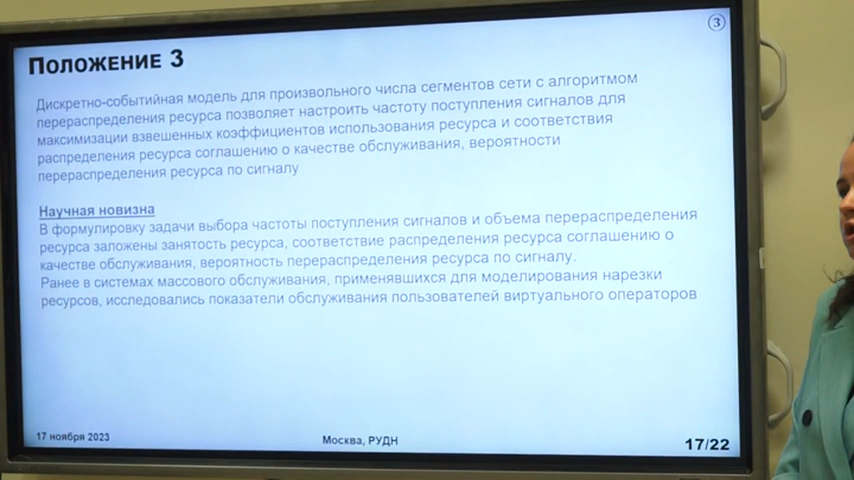 ③
Положение 3
Дискретно-событийная модель для произвольного числа сегментов сети с алгоритмом
перераспределения ресурса позволяет настроить частоту поступления сигналов для
максимизации взвешенных коэффициентов использования ресурса и соответствия
распределения ресурса соглашению о качестве обслуживания, вероятности
перераспределения ресурса по сигналу
Научная новизна
В формулировку задачи выбора частоты поступления сигналов и объема перераспределения
ресурса заложены занятость ресурса, соответствие распределения ресурса соглашению о
качестве обслуживания, вероятность перераспределения ресурса по сигналу.
Ранее в системах массового обслуживания, применявшихся для моделирования нарезки
ресурсов, исследовались показатели обслуживания пользователей виртуального операторов
17 ноября 2023
Москва, РУДН
17/22